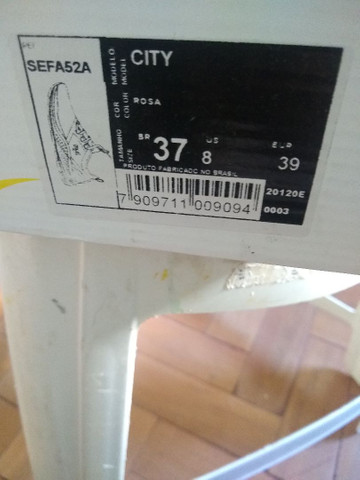 REF
SEFA52A
MODELO
MODEL
CITY
COR
COLOR
ROSA
TAMANHO
SIZE
BR
37
US
8
EUR
39
PRODUTO FABRICADO NO BRASIL
7 909711 009094
20120E
0003